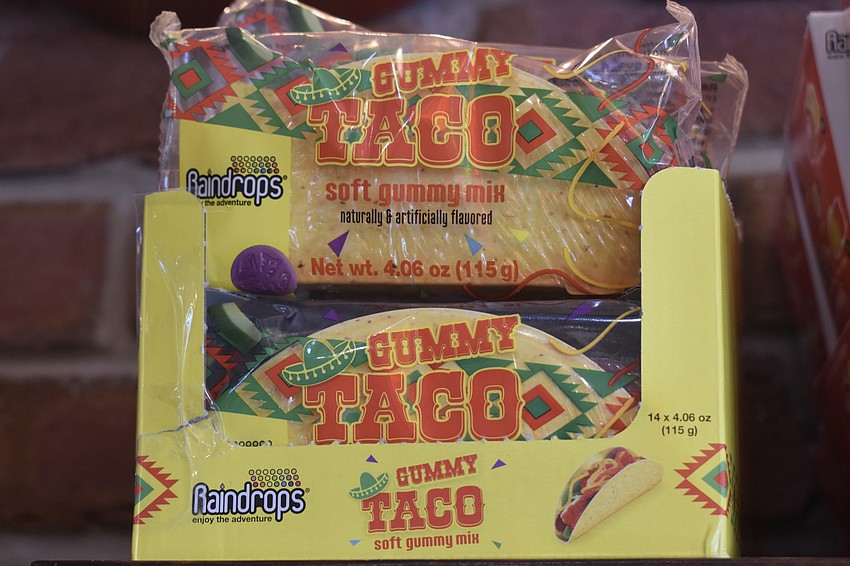 GUMMY
TACO
Raindrops®
y the adventure
soft gummy mix
naturally & artificially flavored
Net wt. 4.06 oz (115 g)
GUMMY
TACO
14 x 4.06 oz
(115 g)
Raindrops®
enjoy the adventure
GUMMY
TACO
soft gummy mix